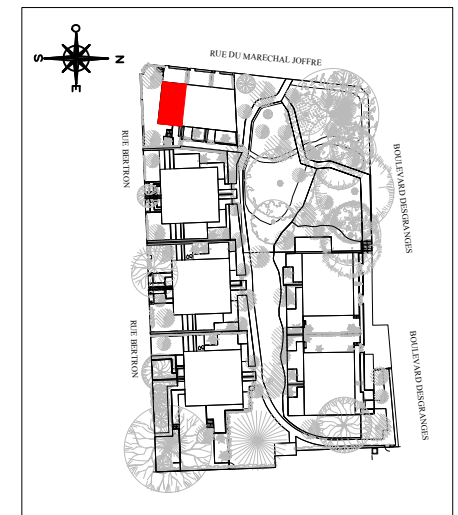 O
S
N
E
RUE DU MARECHAL JOFFRE
RUE BERTRON
BOULEVARD DESGRANGES
RUE BERTRON
BOULEVARD DESGRANGES